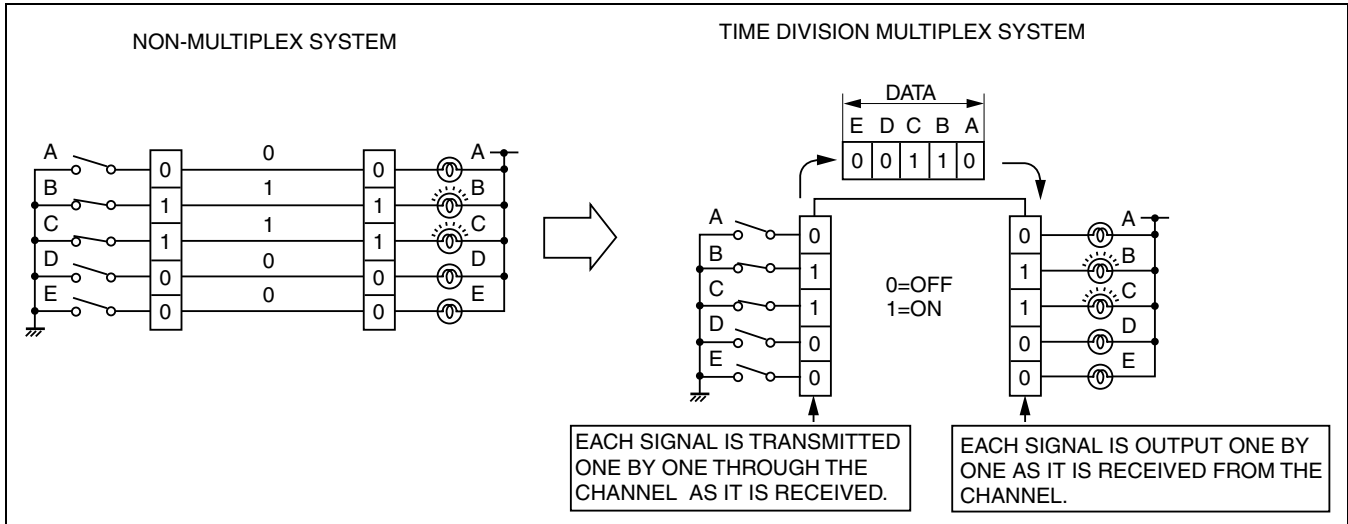 NON-MULTIPLEX SYSTEM
A 0 0 0 A
B 1 1 1 B
C 1 1 1 C
D 0 0 0 D
E 0 0 0 E
TIME DIVISION MULTIPLEX SYSTEM
DATA
E D C B A
0 0 1 1 0
A 0 0 A
B 1 1 B
C 1 1 C
D 0 0 D
E 0 0 E
0=OFF
1=ON
EACH SIGNAL IS TRANSMITTED
ONE BY ONE THROUGH THE
CHANNEL AS IT IS RECEIVED.
EACH SIGNAL IS OUTPUT ONE BY
ONE AS IT IS RECEIVED FROM THE
CHANNEL.